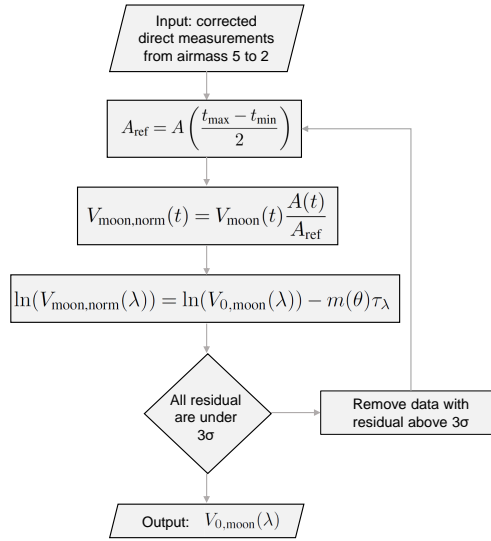 Input: corrected
direct measurements
from airmass 5 to 2
A_ref = A ( (t_max − t_min) / 2 )
V_moon,norm(t) = V_moon(t) A(t) / A_ref
ln(V_moon,norm(λ)) = ln(V_0,moon(λ)) − m(θ)τ_λ
All residual
are under
3σ
Remove data with
residual above 3σ
Output: V_0,moon(λ)